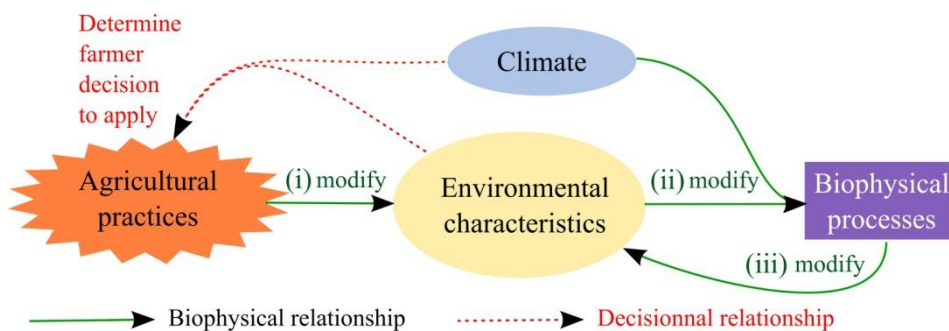 Determine
farmer
decision
to apply
Climate
Agricultural
practices
(i) modify
Environmental
characteristics
(ii) modify
Biophysical
processes
(iii) modify
Biophysical relationship
Decisionnal relationship